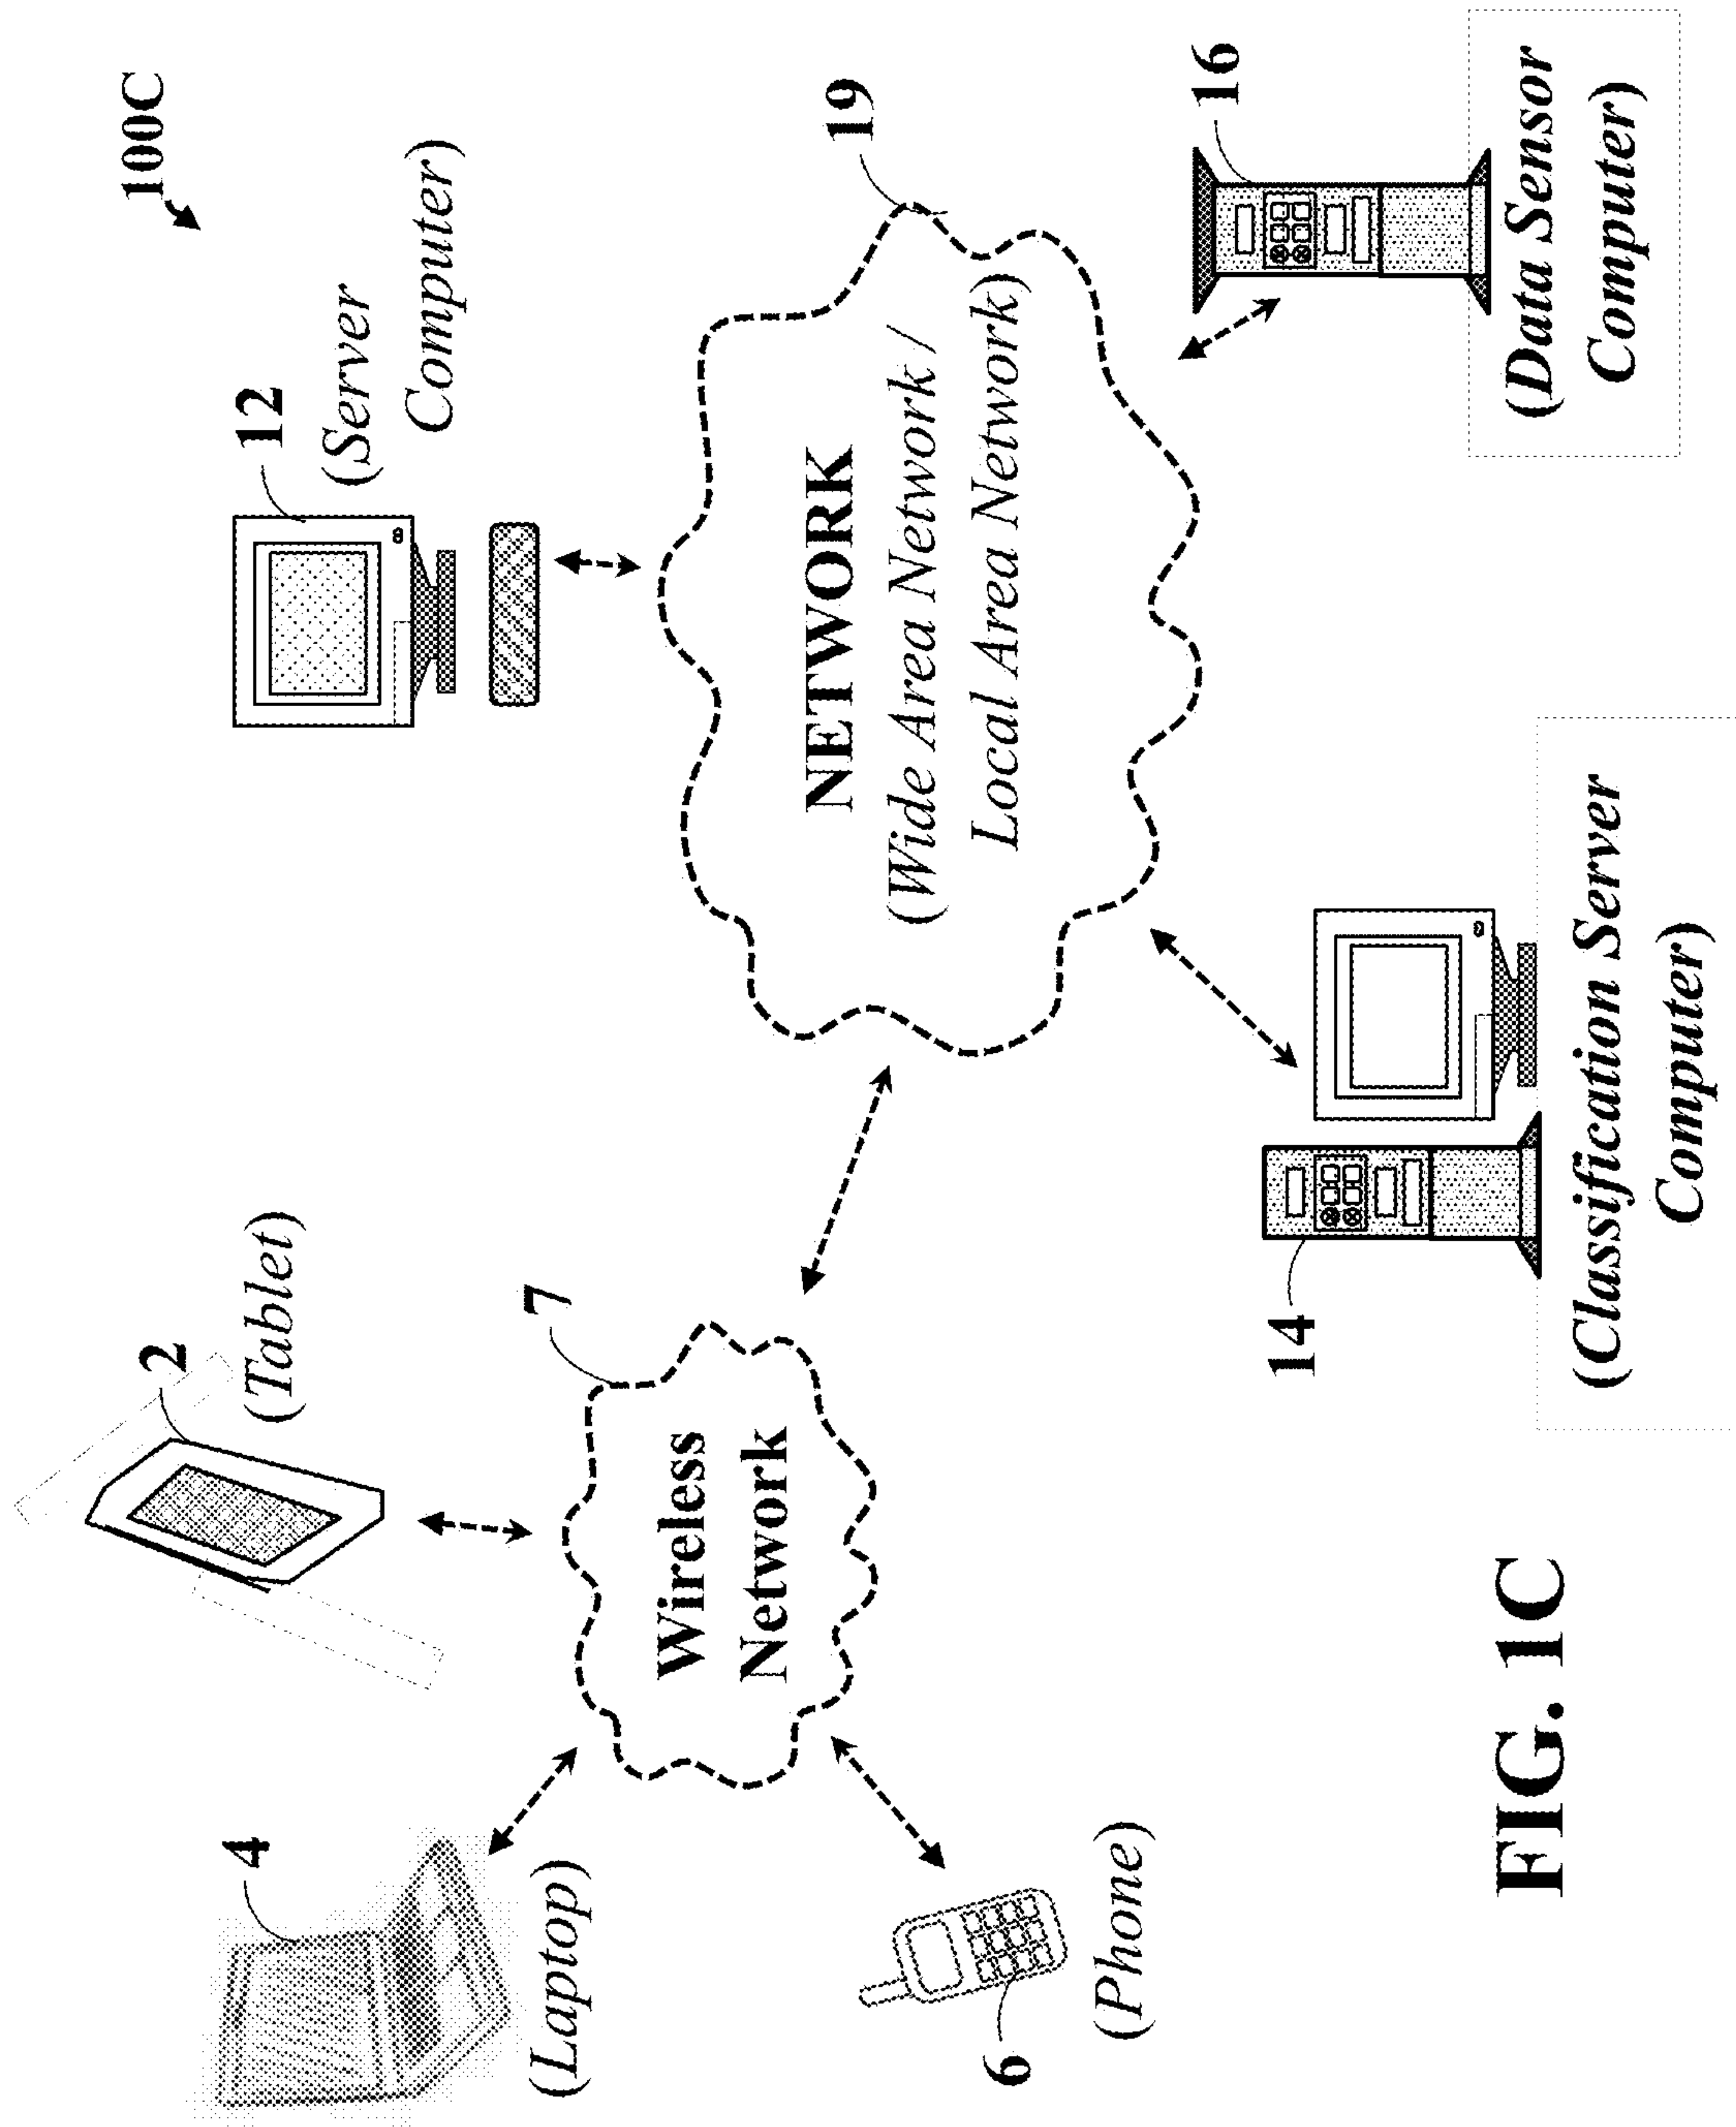 100C
12
(Server
Computer)
2
(Tablet)
4
(Laptop)
7
Wireless
Network
19
NETWORK
(Wide Area Network /
Local Area Network)
6
(Phone)
14
(Classification Server
Computer)
16
(Data Sensor
Computer)
FIG. 1C